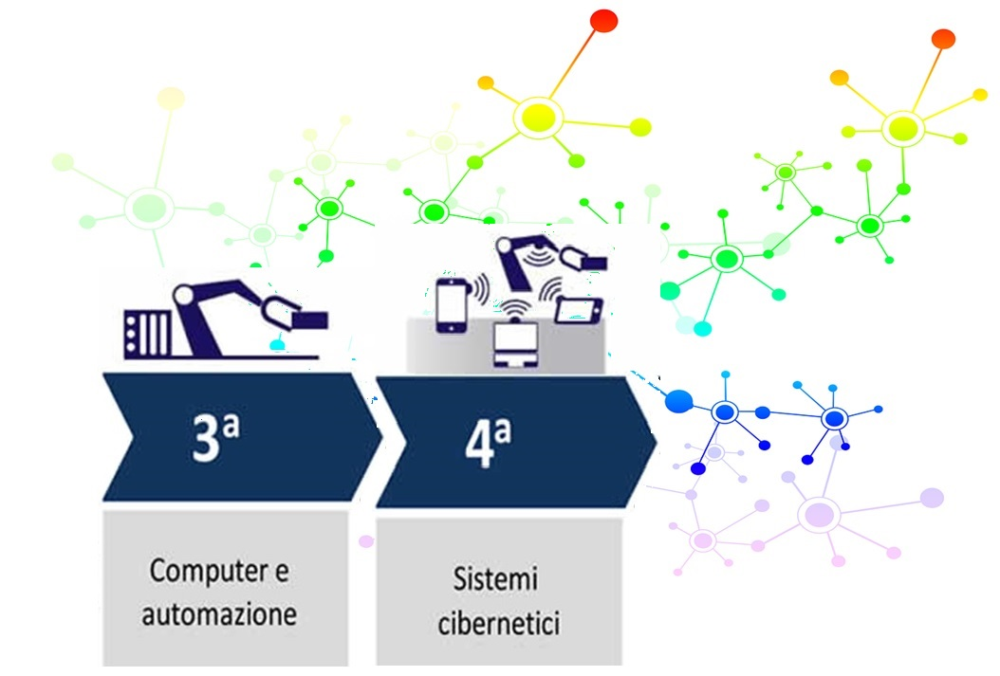 3ª
4ª
Computer e
automazione
Sistemi
cibernetici